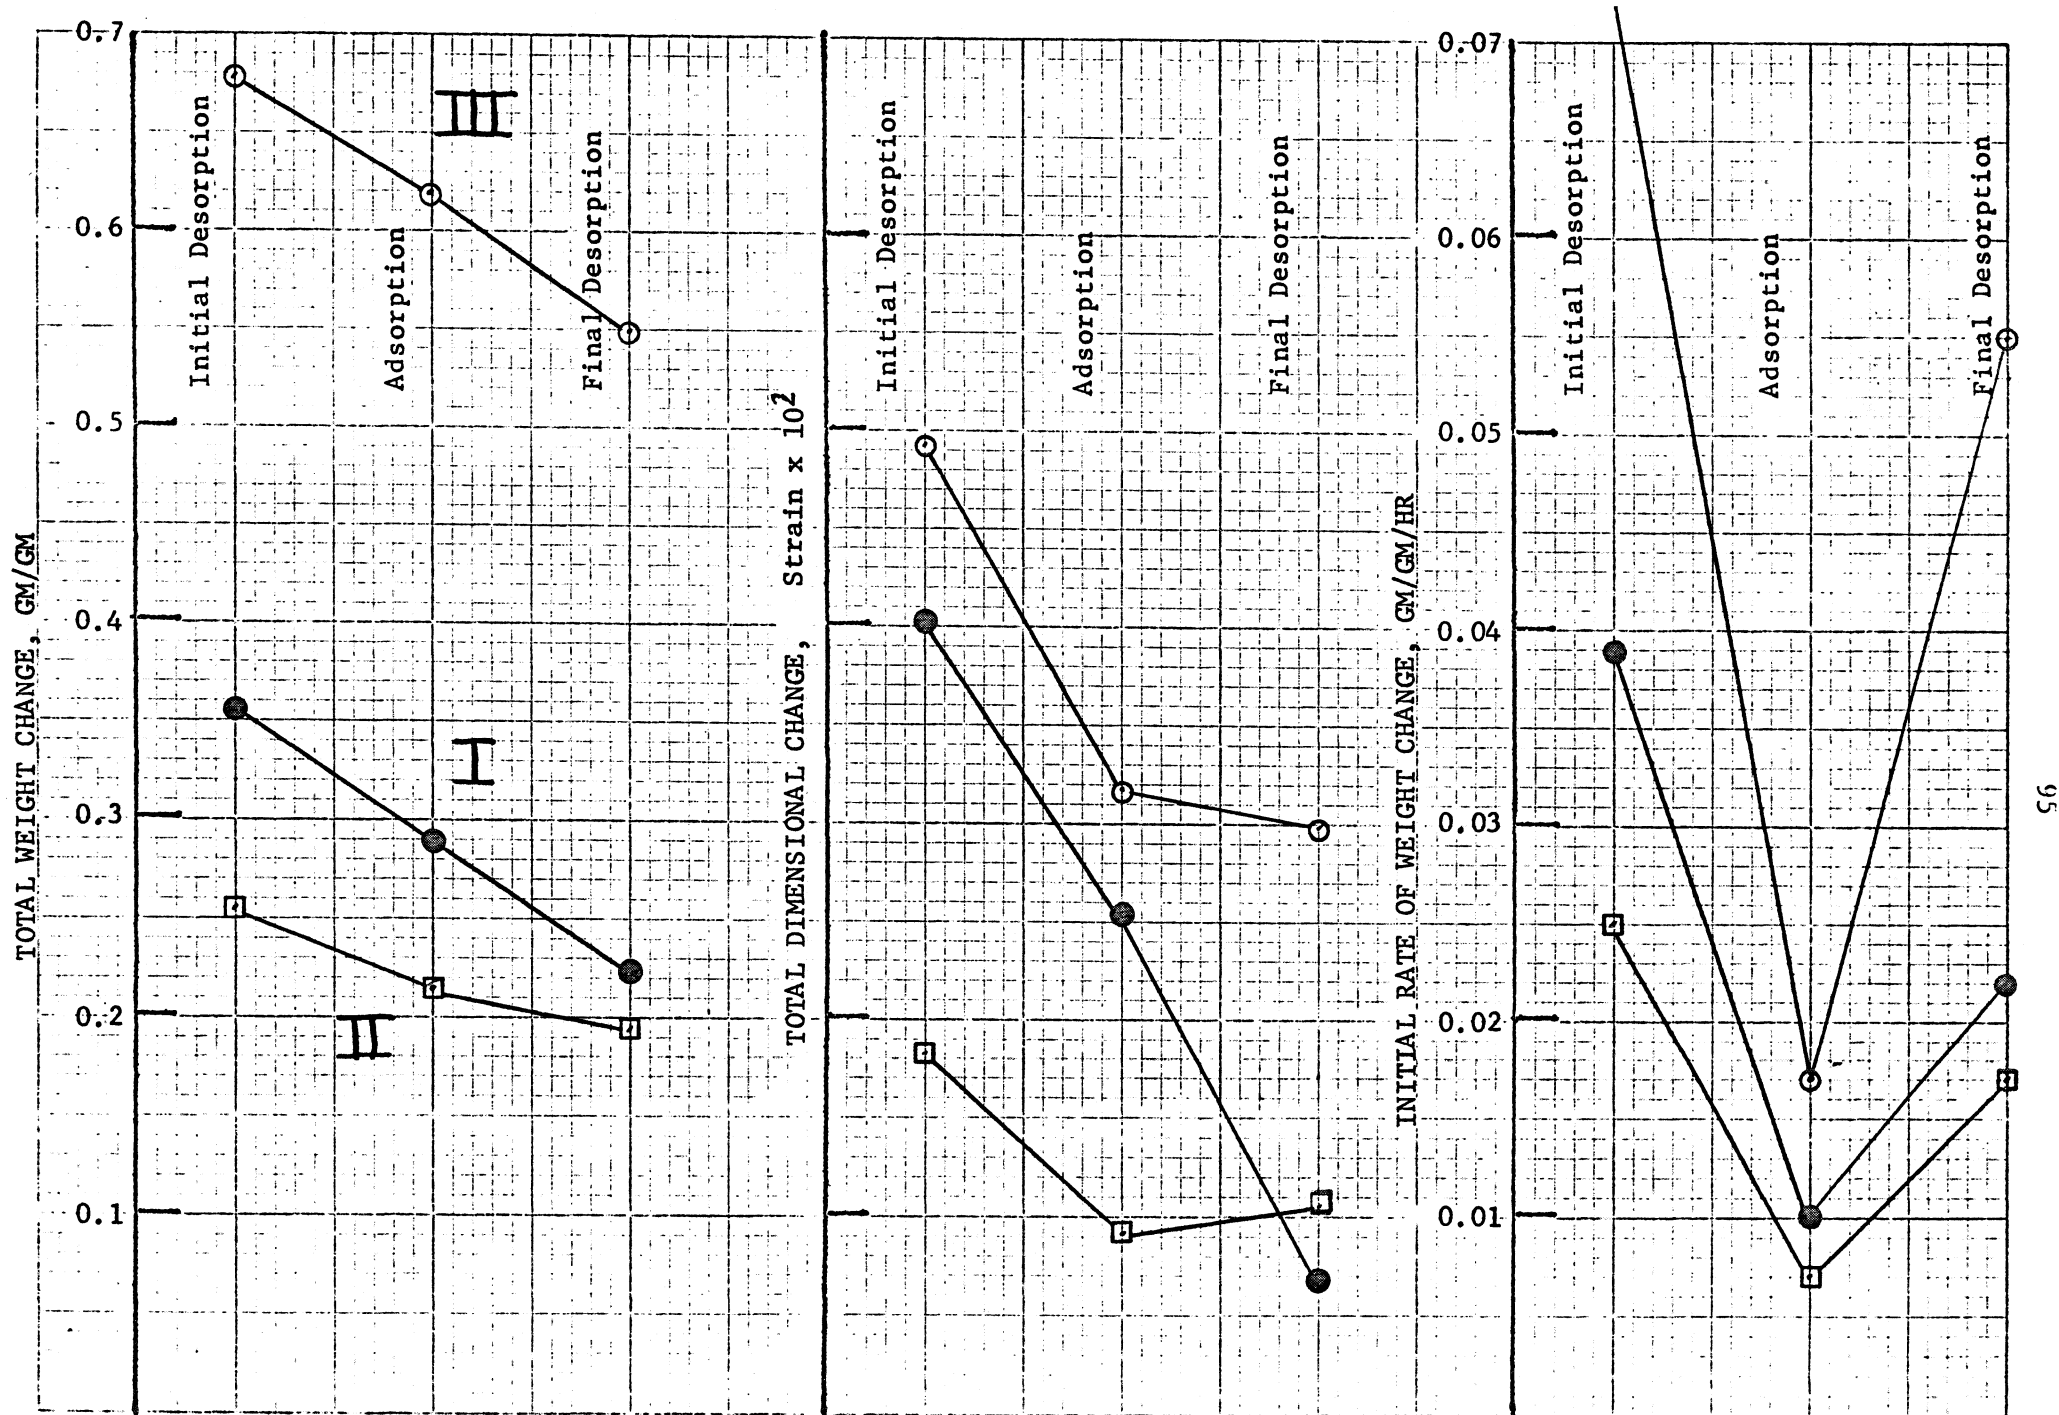 TOTAL WEIGHT CHANGE, GM/GM
0.7
0.6
0.5
0.4
0.3
0.2
0.1
Initial Desorption
Adsorption
Final Desorption
III
I
II
TOTAL DIMENSIONAL CHANGE, Strain x 10²
Initial Desorption
Adsorption
Final Desorption
INITIAL RATE OF WEIGHT CHANGE, GM/GM/HR
0.07
0.06
0.05
0.04
0.03
0.02
0.01
Initial Desorption
Adsorption
Final Desorption
95